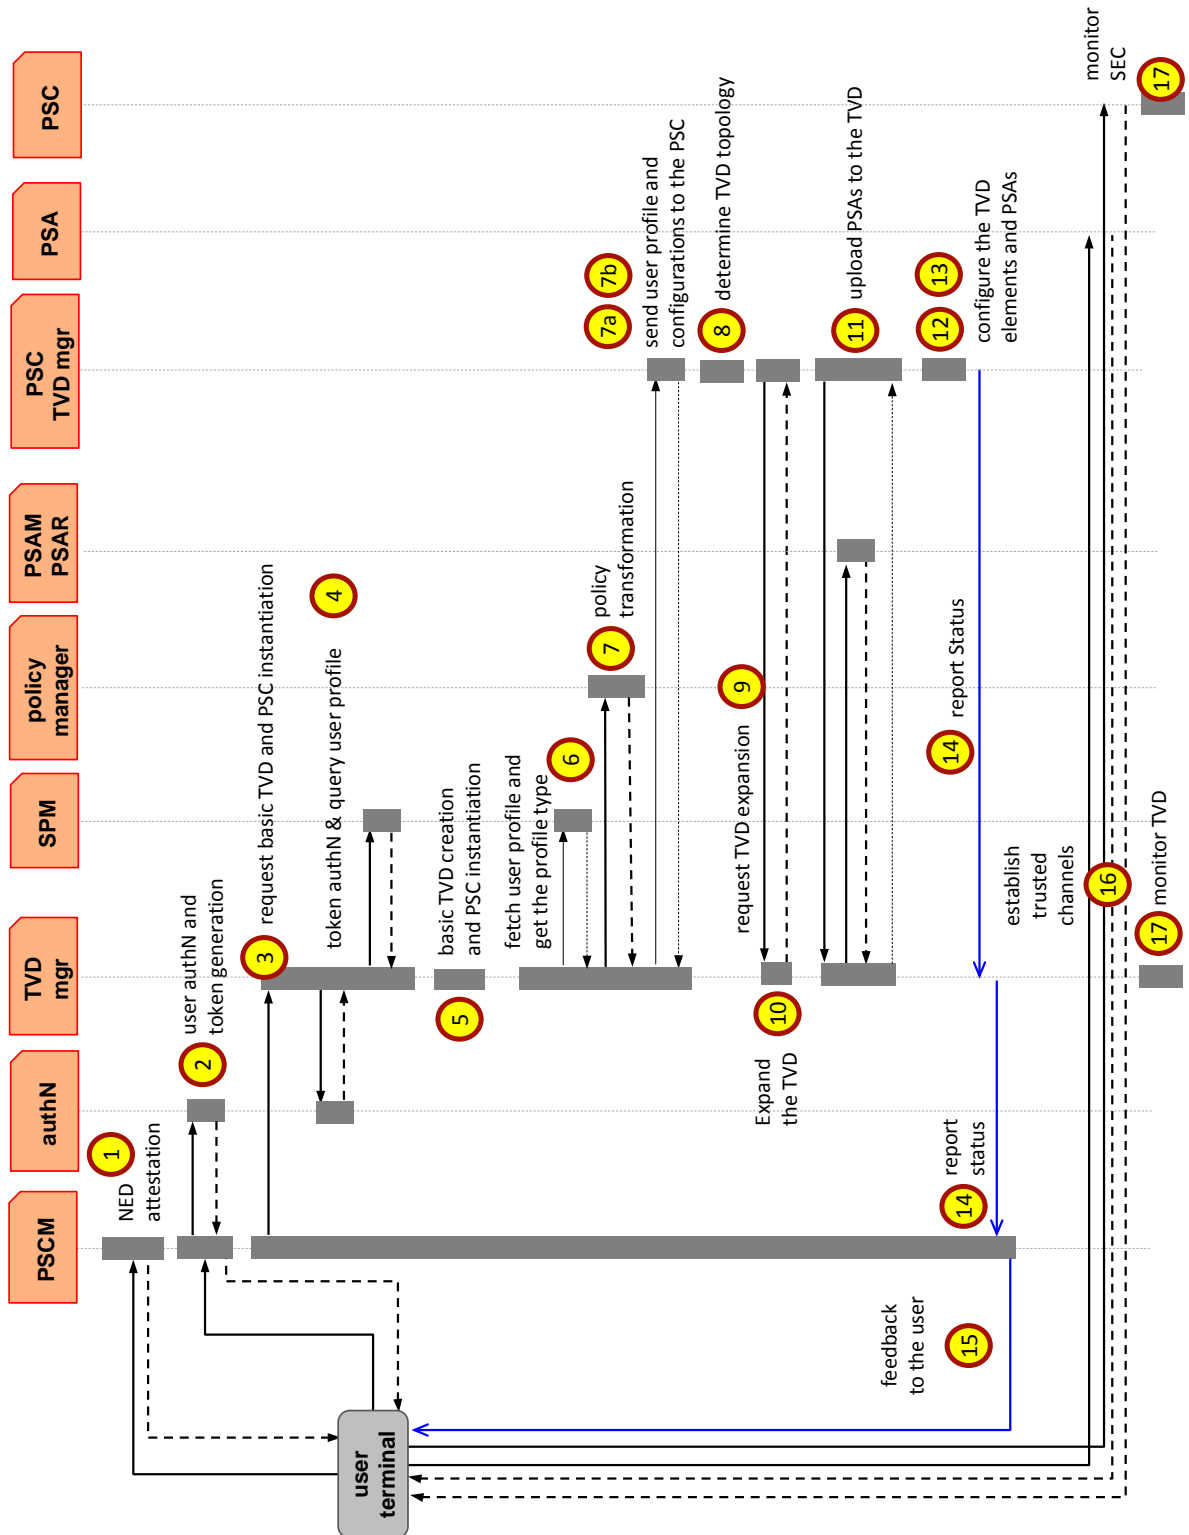 PSCM
authN
TVD
mgr
SPM
policy
manager
PSAM
PSAR
PSC
TVD mgr
PSA
PSC
user
terminal
1
NED
attestation
2
user authN and
token generation
3
request basic TVD and PSC instantiation
4
token authN & query user profile
5
basic TVD creation
and PSC instantiation
6
fetch user profile and
get the profile type
7
policy
transformation
7a
7b
send user profile and
configurations to the PSC
8
determine TVD topology
9
request TVD expansion
10
Expand
the TVD
11
upload PSAs to the TVD
12
13
configure the TVD
elements and PSAs
14
report Status
14
report
status
15
feedback
to the user
16
establish
trusted
channels
17
monitor TVD
monitor
SEC
17